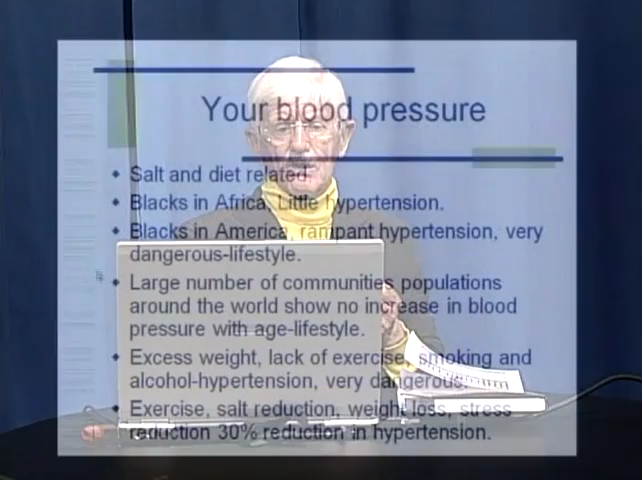 Your blood pressure
• Salt and diet related.
• Blacks in Africa, Little hypertension.
• Blacks in America, rampant hypertension, very
dangerous-lifestyle.
• Large number of communities populations
around the world show no increase in blood
pressure with age-lifestyle.
• Excess weight, lack of exercise, smoking and
alcohol-hypertension, very dangerous.
• Exercise, salt reduction, weight loss, stress
reduction 30% reduction in hypertension.